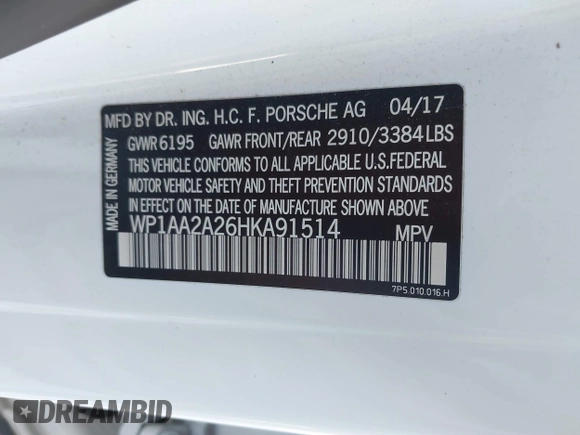 MFD BY DR. ING. H.C. F. PORSCHE AG 04/17
GVWR 6195 GAWR FRONT/REAR 2910/3384 LBS
THIS VEHICLE CONFORMS TO ALL APPLICABLE U.S.FEDERAL
MOTOR VEHICLE SAFETY AND THEFT PREVENTION STANDARDS
IN EFFECT ON THE DATE OF MANUFACTURE SHOWN ABOVE.
WP1AA2A26HKA91514 MPV
7P5.010.016.H
MADE IN GERMANY
DREAMBID